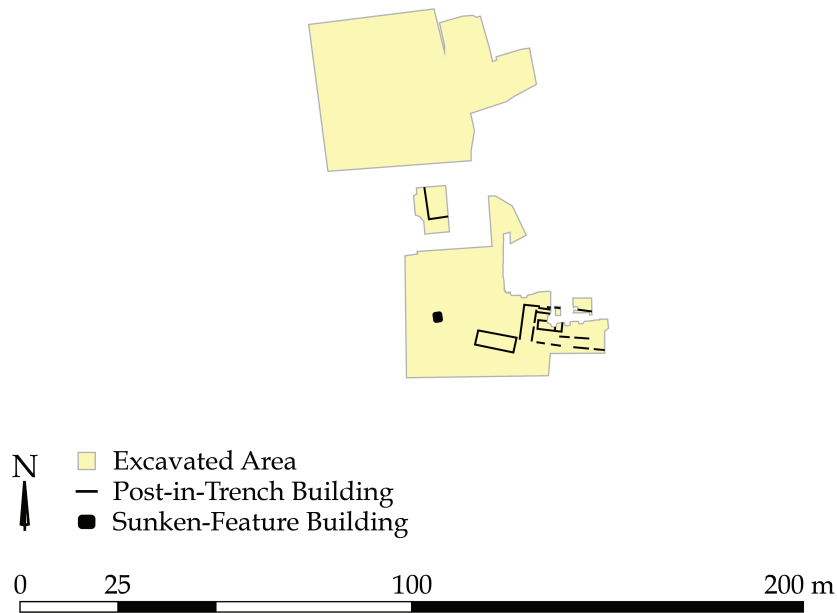 N
Excavated Area
Post-in-Trench Building
Sunken-Feature Building
0 25 100 200 m